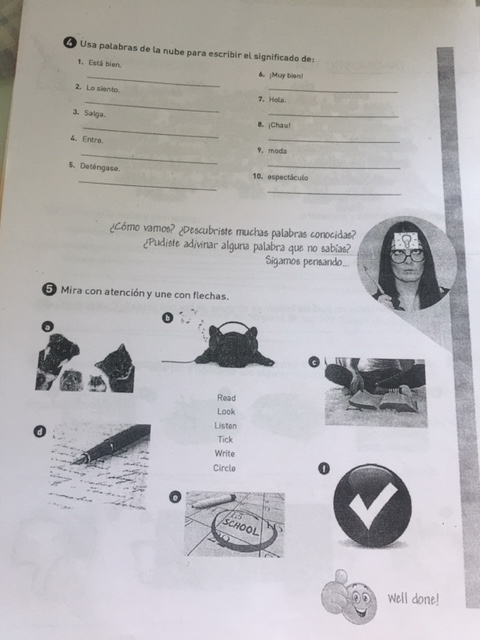 4 Usa palabras de la nube para escribir el significado de:
1. Está bien.
2. Lo siento.
3. Salga.
4. Entre.
5. Deténgase.
6. ¡Muy bien!
7. Hola.
8. ¡Chau!
9. moda
10. espectáculo
¿Cómo vamos? ¿Descubriste muchas palabras conocidas?
¿Pudiste adivinar alguna palabra que no sabías?
Sigamos pensando...
?
5 Mira con atención y une con flechas.
a
b
c
Read
Look
Listen
Tick
Write
Circle
d
e
SCHOOL
f
Well done!